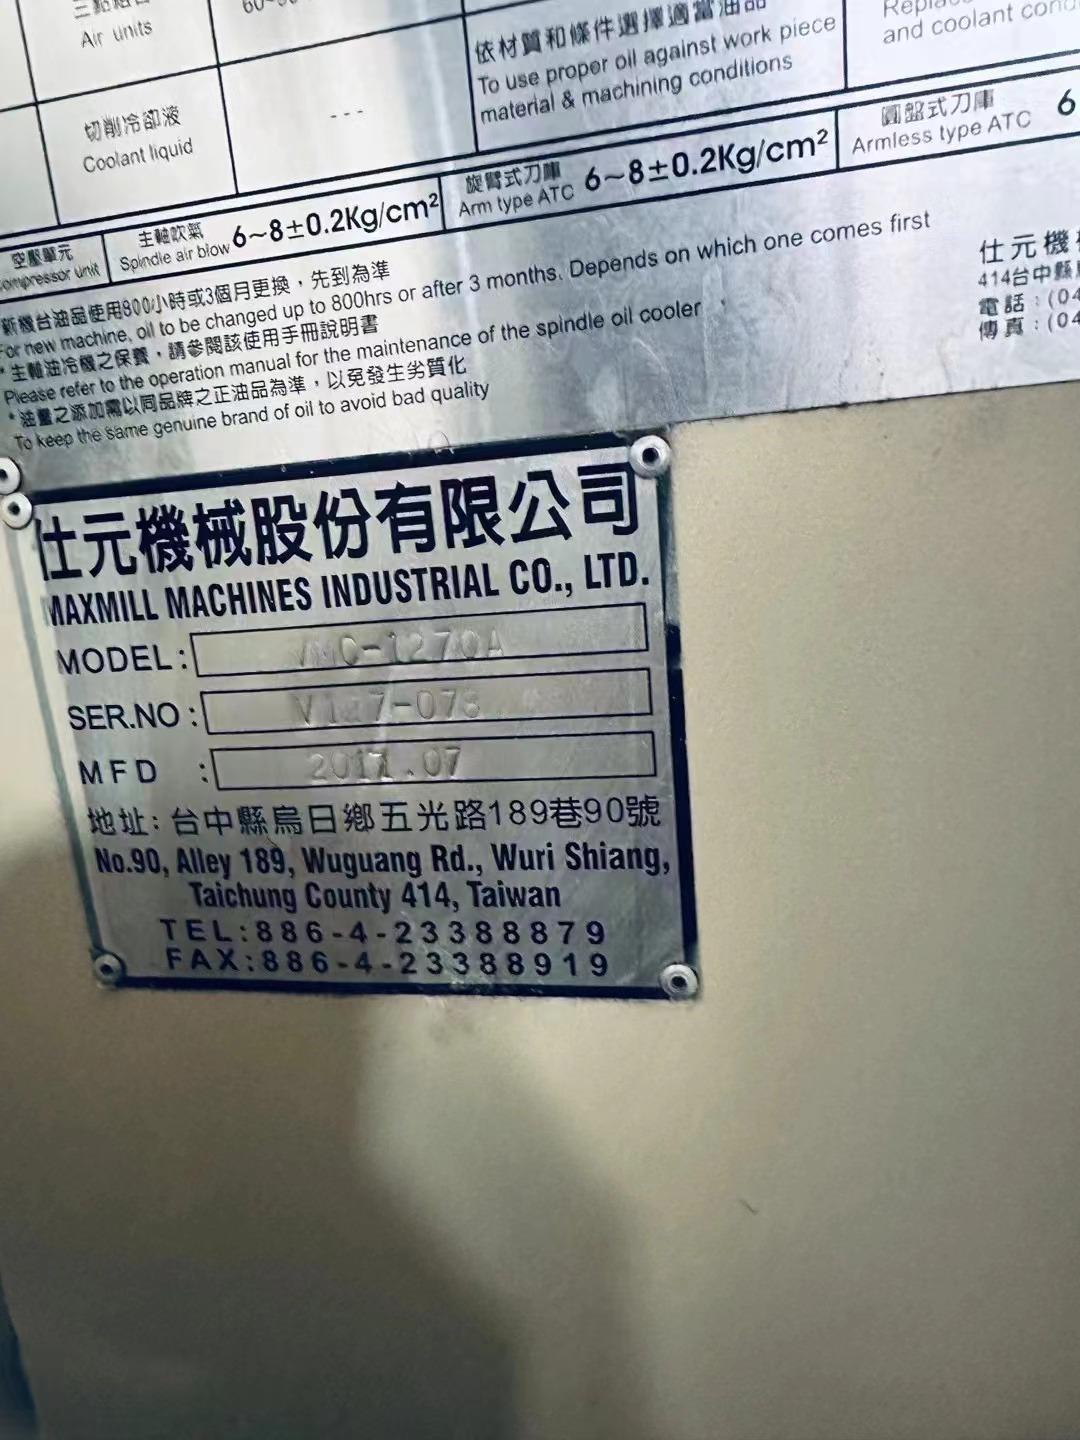 Air units
切削冷卻液
Coolant liquid
---
依材質和條件選擇適當油品
To use proper oil against work piece
material & machining conditions
and coolant
空壓單元
主軸吹氣
Spindle air blow
6~8±0.2Kg/cm²
旋臂式刀庫
Arm type ATC
6~8±0.2Kg/cm²
圓盤式刀庫
Armless type ATC
6
新機台油品使用800小時或3個月更換，先到為準
For new machine, oil to be changed up to 800hrs or after 3 months. Depends on which one comes first
*主軸油冷機之保養，請參閱該使用手冊說明書
Please refer to the operation manual for the maintenance of the spindle oil cooler
*油量之添加需以同品牌之正油品為準，以免發生劣質化
To keep the same genuine brand of oil to avoid bad quality
仕元機
414台中縣
電話：(04
傳真：(04
仕元機械股份有限公司
MAXMILL MACHINES INDUSTRIAL CO., LTD.
MODEL: VMC-1270A
SER.NO:
MFD :
地址: 台中縣烏日鄉五光路189巷90號
No.90, Alley 189, Wuguang Rd., Wuri Shiang,
Taichung County 414, Taiwan
TEL:886-4-23388879
FAX:886-4-23388919